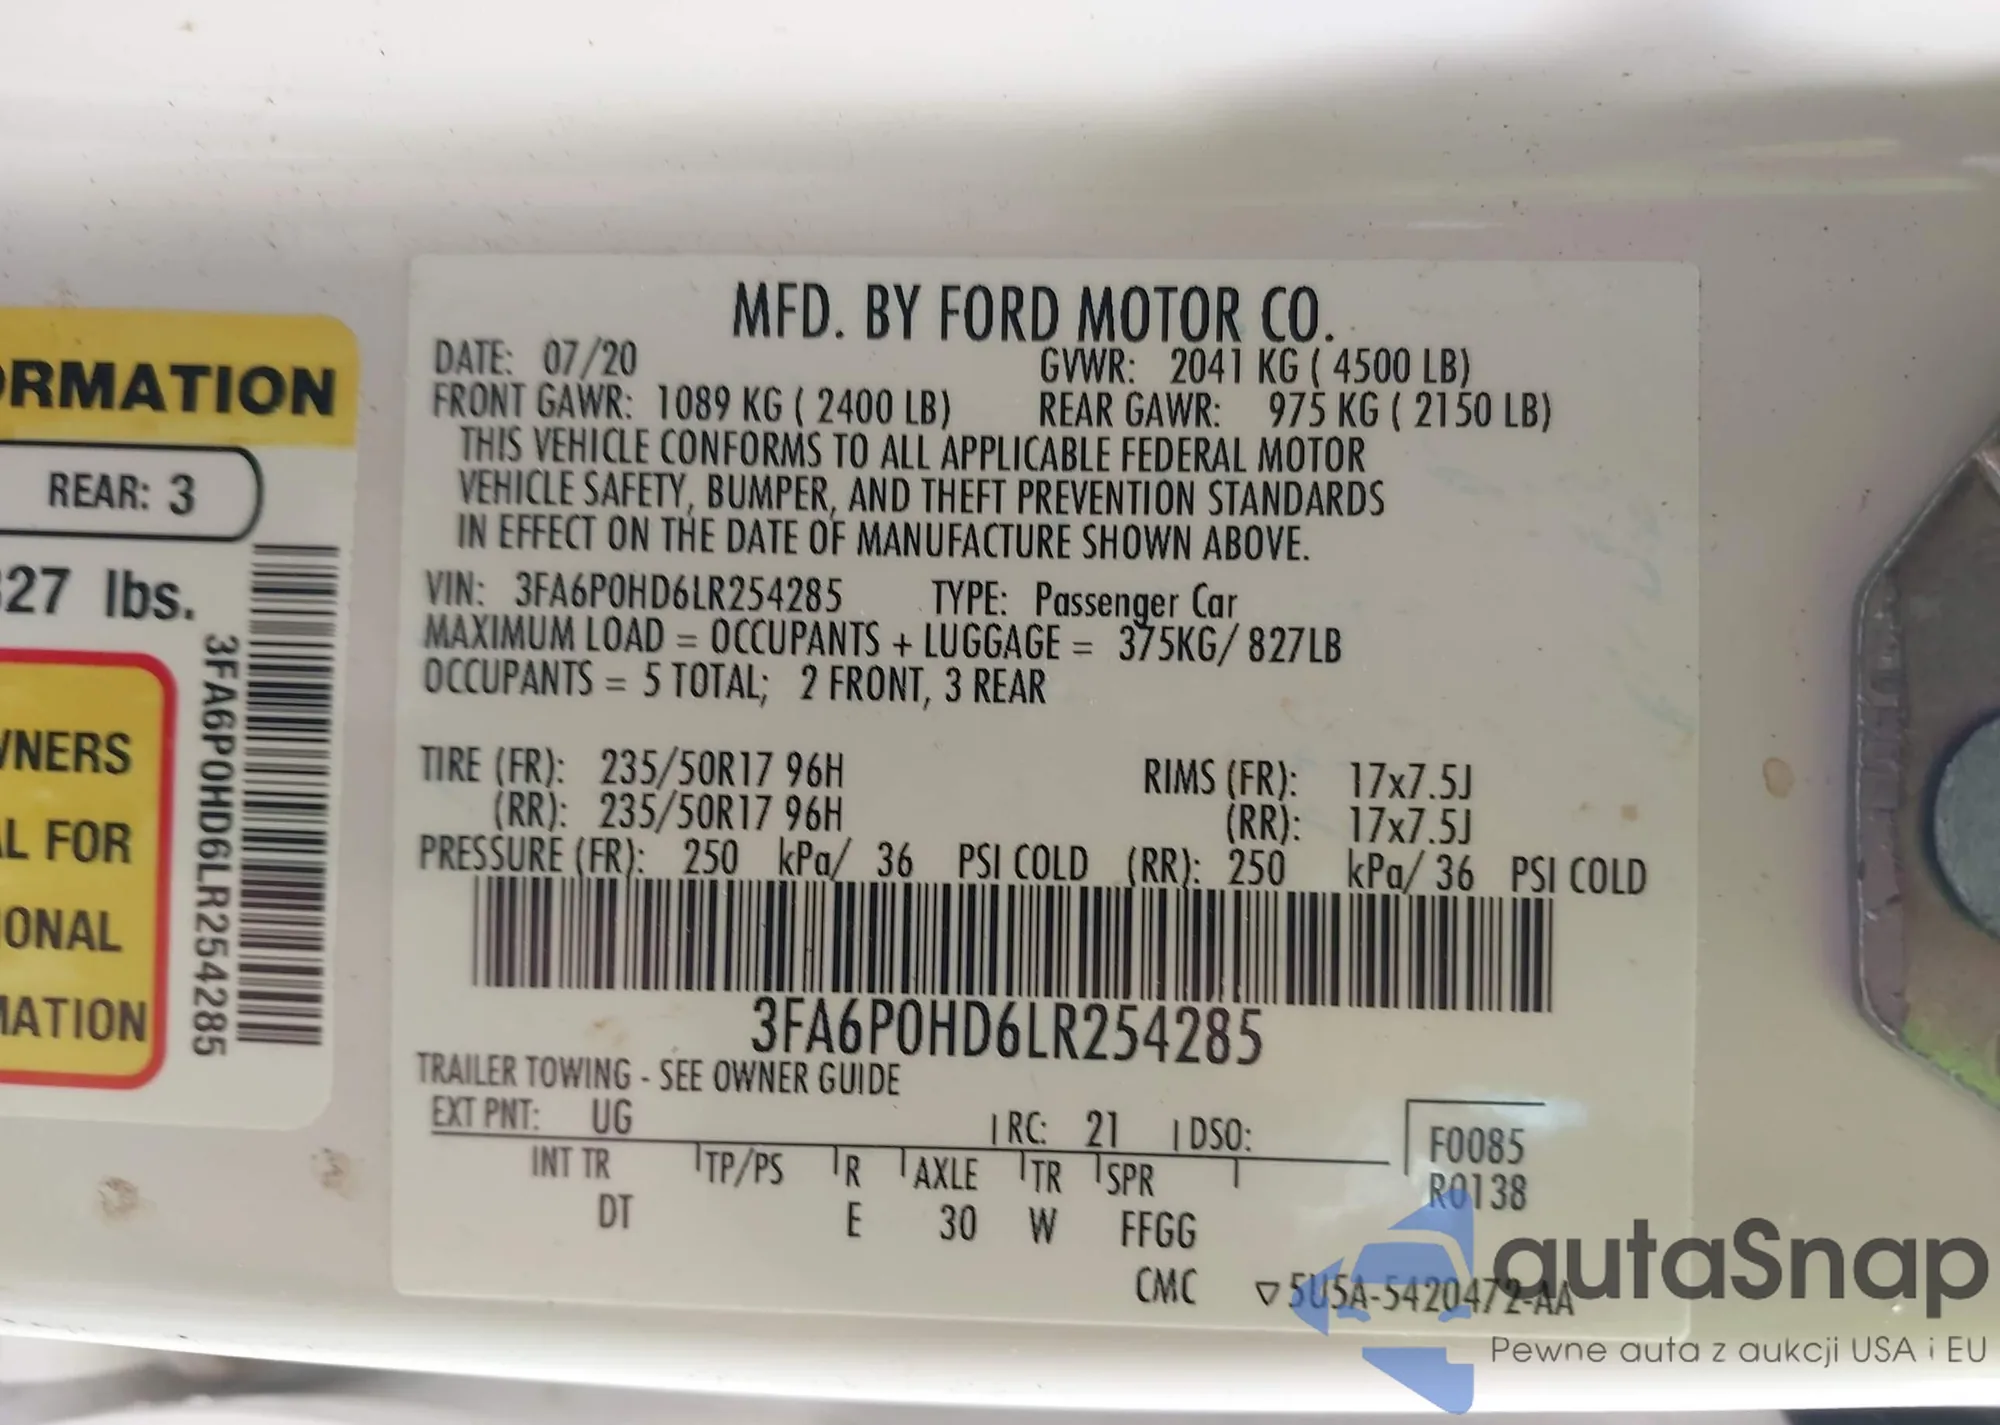 ORMATION
REAR: 3
27 lbs.
WNERS
L FOR
ONAL
MATION
3FA6P0HD6LR254285
MFD. BY FORD MOTOR CO.
DATE: 07/20 GVWR: 2041 KG ( 4500 LB)
FRONT GAWR: 1089 KG ( 2400 LB) REAR GAWR: 975 KG ( 2150 LB)
THIS VEHICLE CONFORMS TO ALL APPLICABLE FEDERAL MOTOR
VEHICLE SAFETY, BUMPER, AND THEFT PREVENTION STANDARDS
IN EFFECT ON THE DATE OF MANUFACTURE SHOWN ABOVE.
VIN: 3FA6P0HD6LR254285 TYPE: Passenger Car
MAXIMUM LOAD = OCCUPANTS + LUGGAGE = 375KG/ 827LB
OCCUPANTS = 5 TOTAL; 2 FRONT, 3 REAR
TIRE (FR): 235/50R17 96H RIMS (FR): 17x7.5J
(RR): 235/50R17 96H (RR): 17x7.5J
PRESSURE (FR): 250 kPa/ 36 PSI COLD (RR): 250 kPa/ 36 PSI COLD
3FA6P0HD6LR254285
TRAILER TOWING - SEE OWNER GUIDE
EXT PNT: UG RC: 21 DSO: F0085
INT TR TP/PS R AXLE TR SPR R0138
DT E 30 W FFGG
CMC ▽5U5A-5420472-AA
autaSnap
Pewne auta z aukcji USA i EU